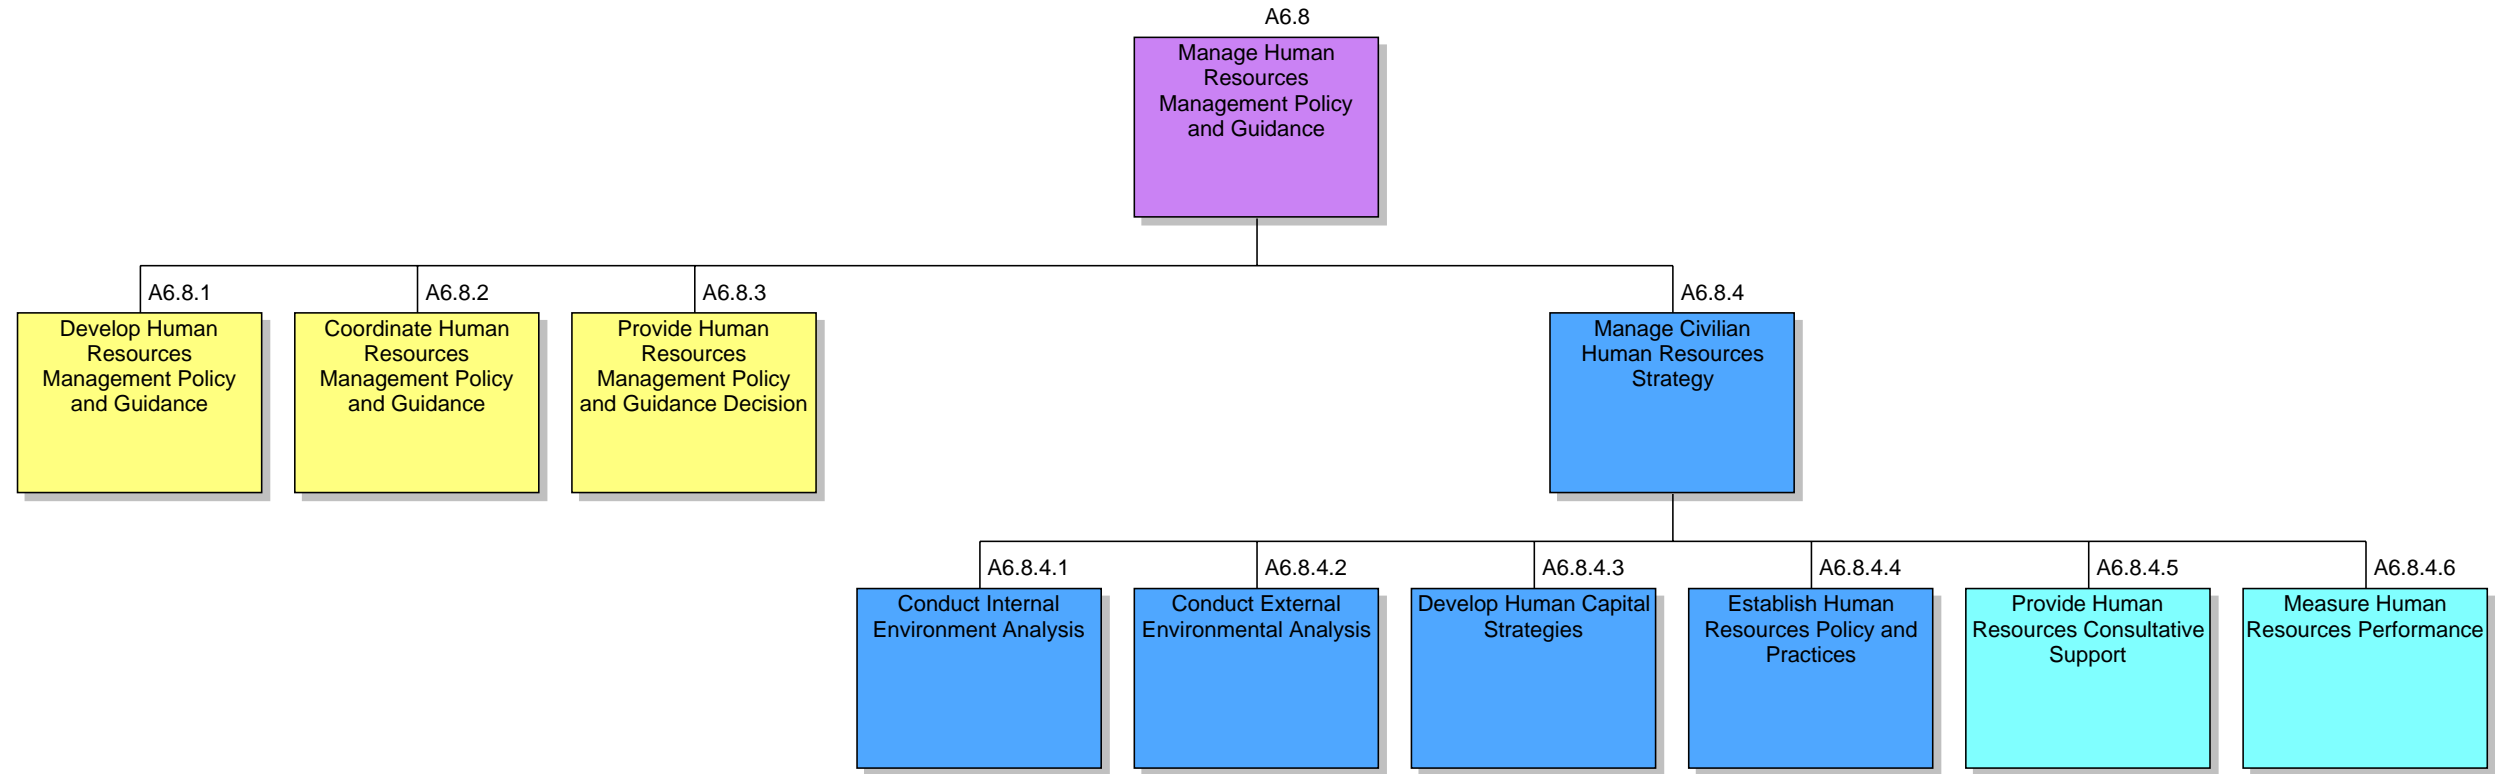 A6.8
Manage Human
Resources
Management Policy
and Guidance
A6.8.1
Develop Human
Resources
Management Policy
and Guidance
A6.8.2
Coordinate Human
Resources
Management Policy
and Guidance
A6.8.3
Provide Human
Resources
Management Policy
and Guidance Decision
A6.8.4
Manage Civilian
Human Resources
Strategy
A6.8.4.1
Conduct Internal
Environment Analysis
A6.8.4.2
Conduct External
Environmental Analysis
A6.8.4.3
Develop Human Capital
Strategies
A6.8.4.4
Establish Human
Resources Policy and
Practices
A6.8.4.5
Provide Human
Resources Consultative
Support
A6.8.4.6
Measure Human
Resources Performance